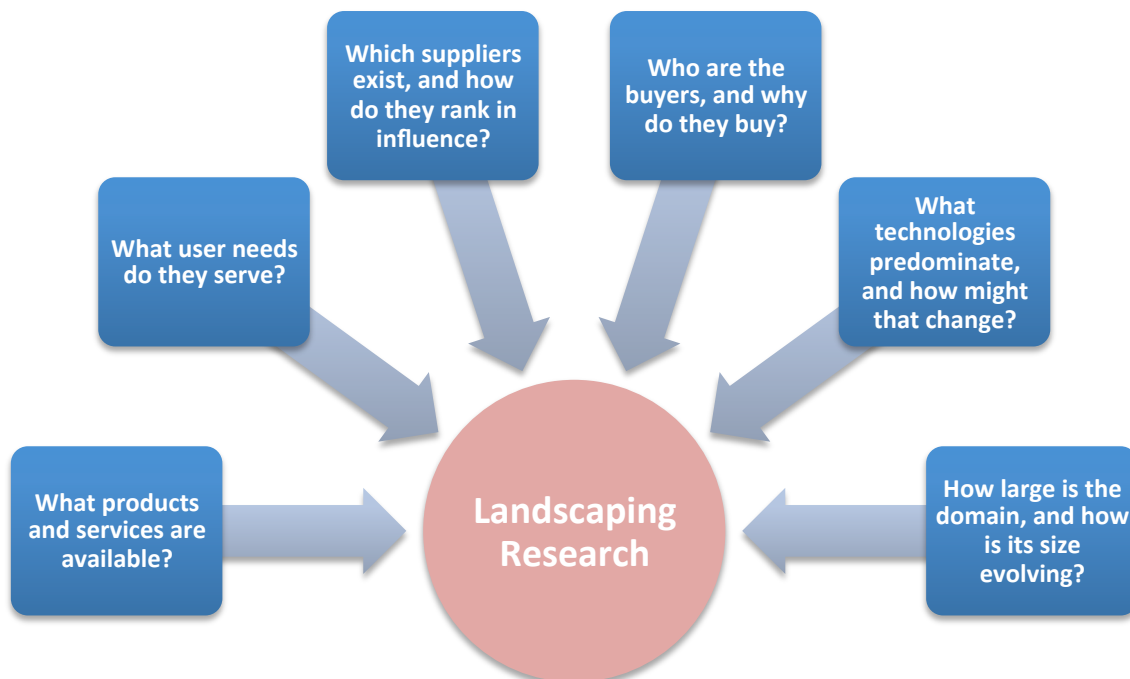 Which suppliers
exist, and how
do they rank in
influence?
Who are the
buyers, and why
do they buy?
What user needs
do they serve?
What
technologies
predominate,
and how might
that change?
What products
and services are
available?
Landscaping
Research
How large is the
domain, and how
is its size
evolving?